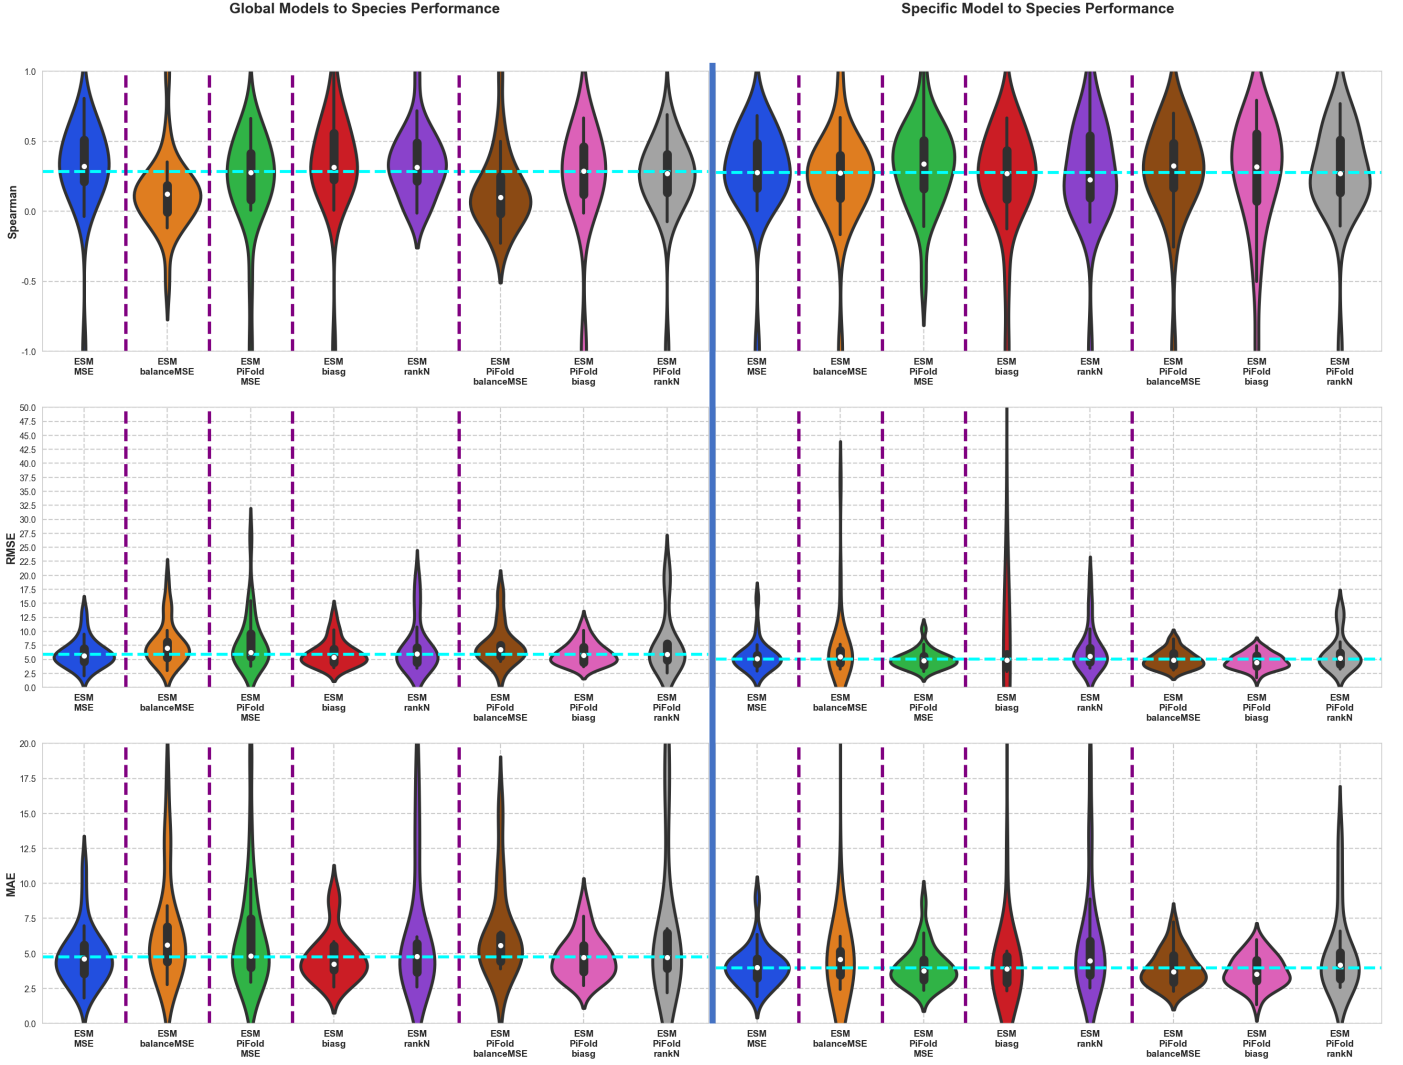 Global Models to Species Performance
Specific Model to Species Performance
Spearman
1.0
0.5
0.0
-0.5
-1.0
ESM
MSE
ESM
balanceMSE
ESM
PiFold
MSE
ESM
biasg
ESM
rankN
ESM
PiFold
balanceMSE
ESM
PiFold
biasg
ESM
PiFold
rankN
ESM
MSE
ESM
balanceMSE
ESM
PiFold
MSE
ESM
biasg
ESM
rankN
ESM
PiFold
balanceMSE
ESM
PiFold
biasg
ESM
PiFold
rankN
RMSE
50.0
47.5
45.0
42.5
40.0
37.5
35.0
32.5
30.0
27.5
25.0
22.5
20.0
17.5
15.0
12.5
10.0
7.5
5.0
2.5
0.0
ESM
MSE
ESM
balanceMSE
ESM
PiFold
MSE
ESM
biasg
ESM
rankN
ESM
PiFold
balanceMSE
ESM
PiFold
biasg
ESM
PiFold
rankN
ESM
MSE
ESM
balanceMSE
ESM
PiFold
MSE
ESM
biasg
ESM
rankN
ESM
PiFold
balanceMSE
ESM
PiFold
biasg
ESM
PiFold
rankN
MAE
20.0
17.5
15.0
12.5
10.0
7.5
5.0
2.5
0.0
ESM
MSE
ESM
balanceMSE
ESM
PiFold
MSE
ESM
biasg
ESM
rankN
ESM
PiFold
balanceMSE
ESM
PiFold
biasg
ESM
PiFold
rankN
ESM
MSE
ESM
balanceMSE
ESM
PiFold
MSE
ESM
biasg
ESM
rankN
ESM
PiFold
balanceMSE
ESM
PiFold
biasg
ESM
PiFold
rankN